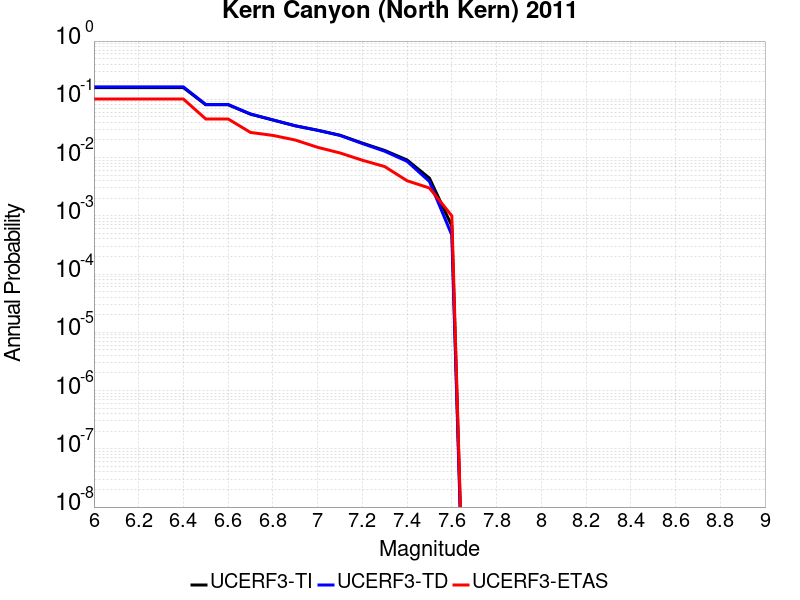 Kern Canyon (North Kern) 2011
Annual Probability
10^0
10^-1
10^-2
10^-3
10^-4
10^-5
10^-6
10^-7
10^-8
6 6.2 6.4 6.6 6.8 7 7.2 7.4 7.6 7.8 8 8.2 8.4 8.6 8.8 9
Magnitude
UCERF3-TI UCERF3-TD UCERF3-ETAS